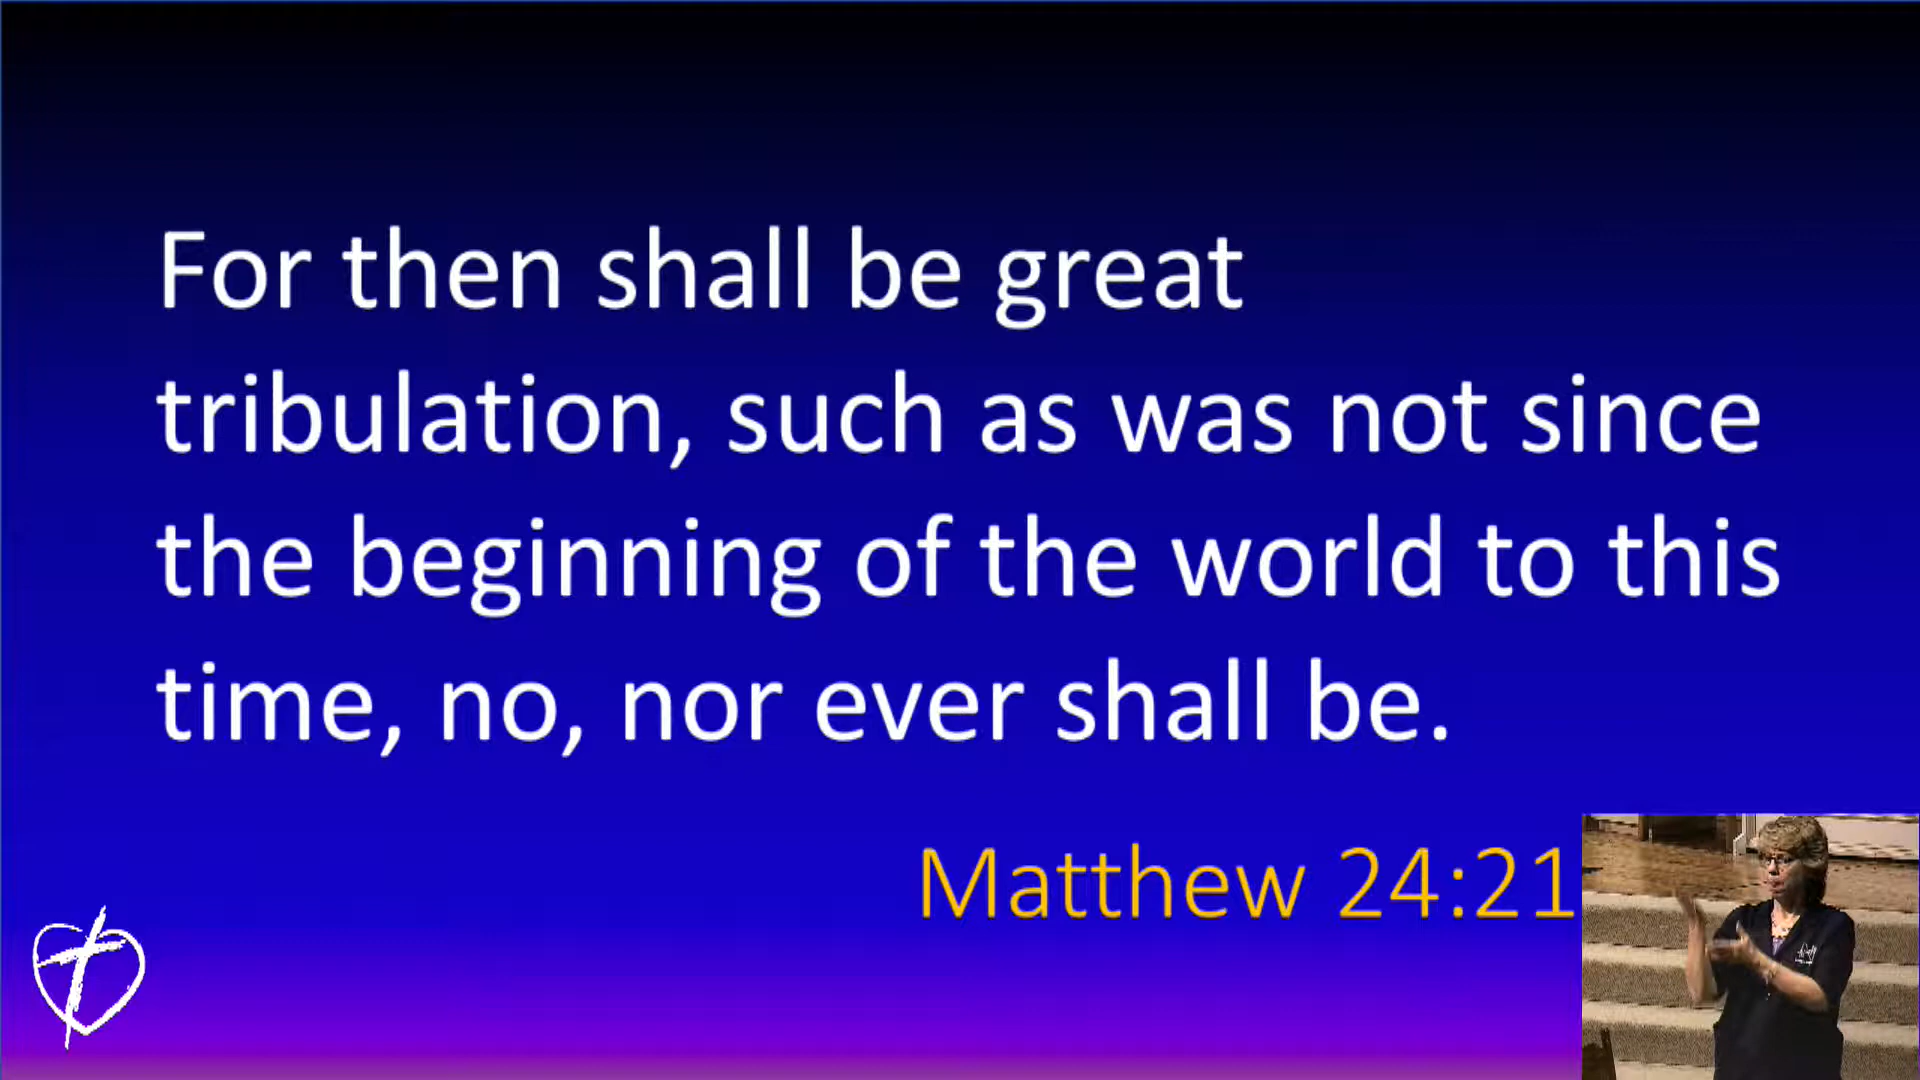 For then shall be great
tribulation, such as was not since
the beginning of the world to this
time, no, nor ever shall be.
Matthew 24:21